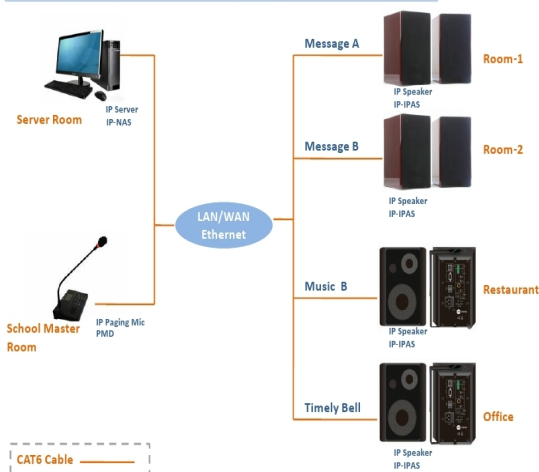 Message A
Room-1
IP Speaker
IP-IPAS
IP Server
IP-NAS
Server Room
Message B
Room-2
IP Speaker
IP-IPAS
LAN/WAN
Ethernet
Music B
Restaurant
IP Speaker
IP-IPAS
School Master
Room
IP Paging Mic
PMD
Timely Bell
Office
IP Speaker
IP-IPAS
CAT6 Cable